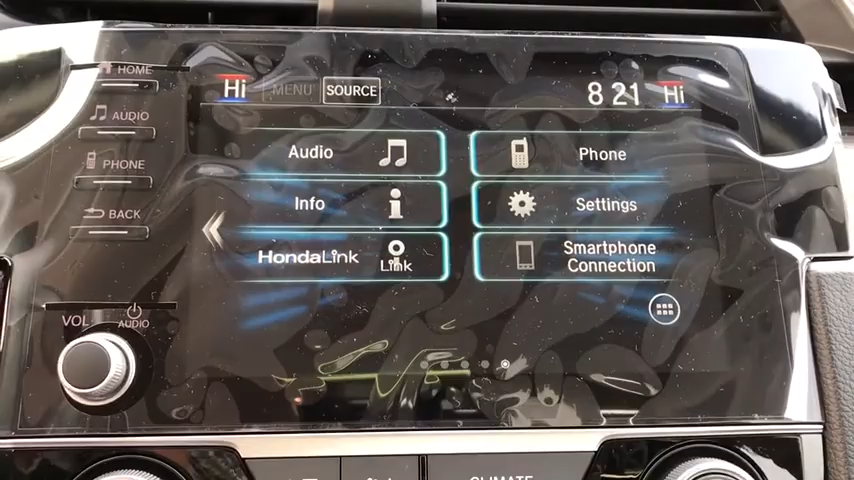 HOME
Hi MENU SOURCE 8 21 Hi
AUDIO
Audio Phone
PHONE
Info Settings
BACK
HondaLink Link Smartphone
Connection
VOL AUDIO
CLIMATE